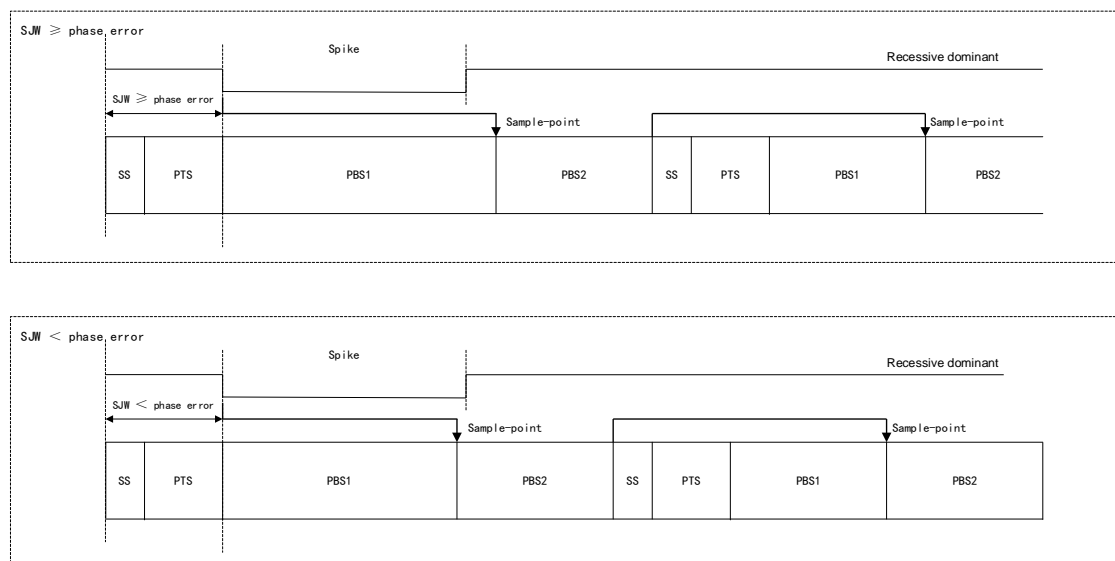 SJW ≥ phase error
Spike
Recessive dominant
SJW ≥ phase error
Sample-point
Sample-point
SS
PTS
PBS1
PBS2
SS
PTS
PBS1
PBS2
SJW < phase error
Spike
Recessive dominant
SJW < phase error
Sample-point
Sample-point
SS
PTS
PBS1
PBS2
SS
PTS
PBS1
PBS2